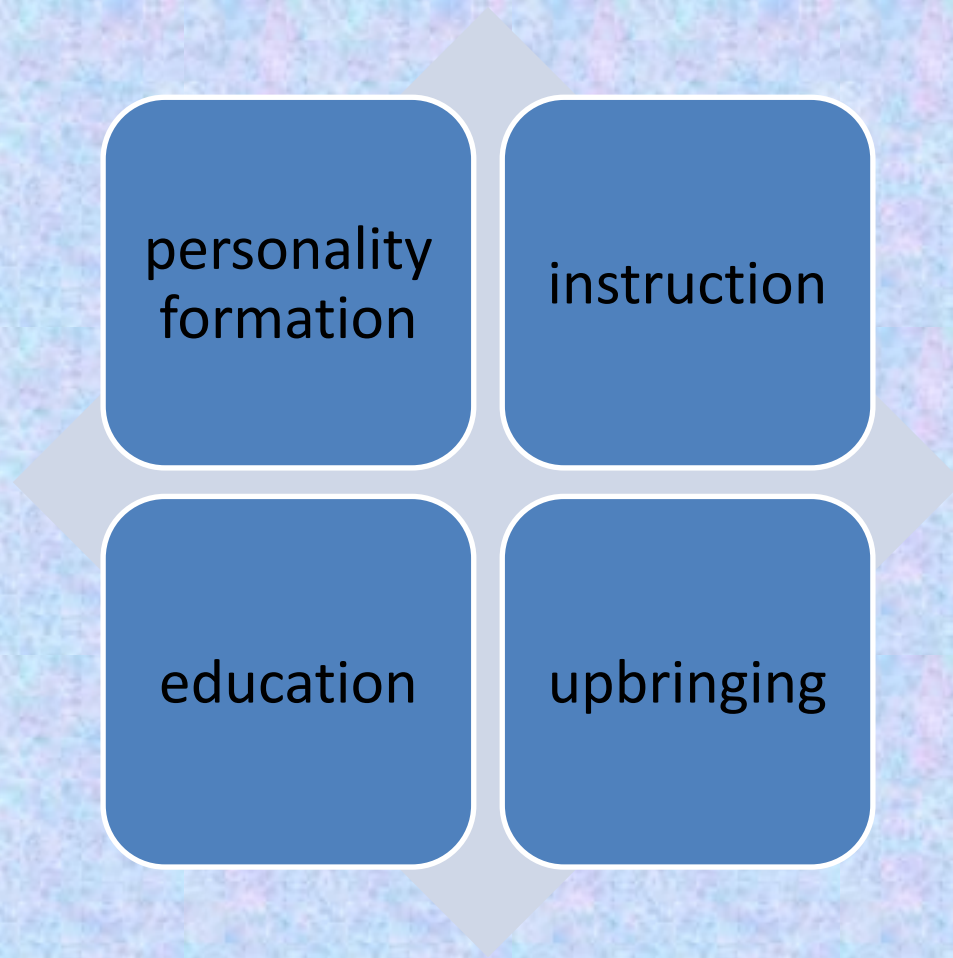 personality
formation
instruction
education
upbringing